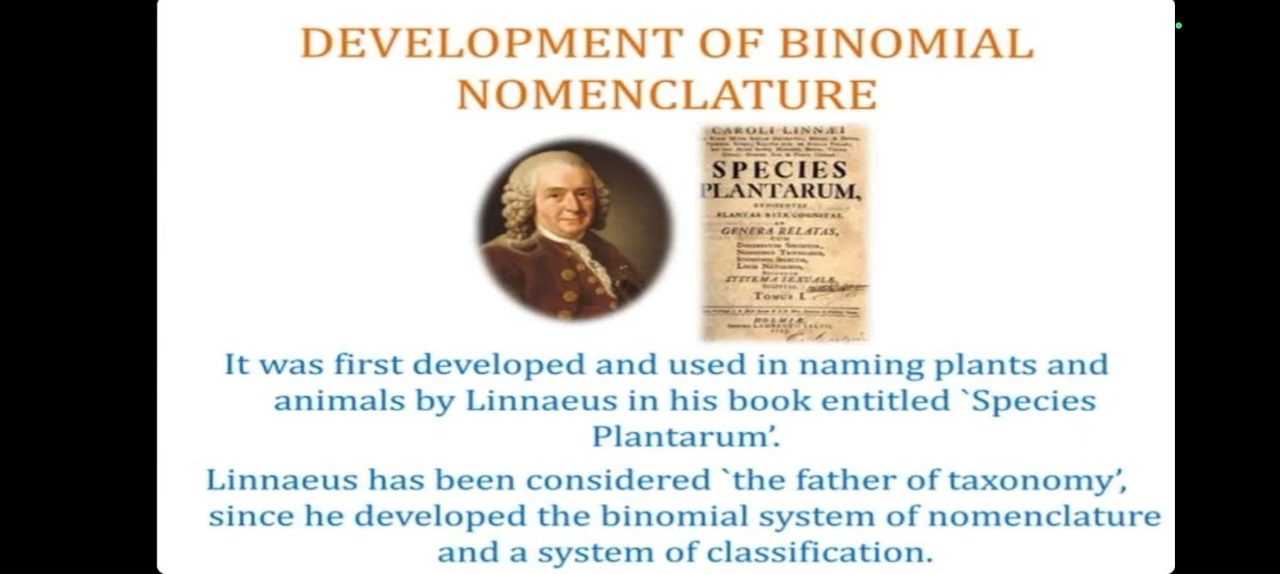 DEVELOPMENT OF BINOMIAL
NOMENCLATURE
CAROLI LINNÆI
SPECIES
PLANTARUM,
GENERA RELATAS,
SYSTEMA SEXUALE
TOMUS I.
HOLMIÆ,
It was first developed and used in naming plants and
animals by Linnaeus in his book entitled `Species
Plantarum’.
Linnaeus has been considered `the father of taxonomy’,
since he developed the binomial system of nomenclature
and a system of classification.